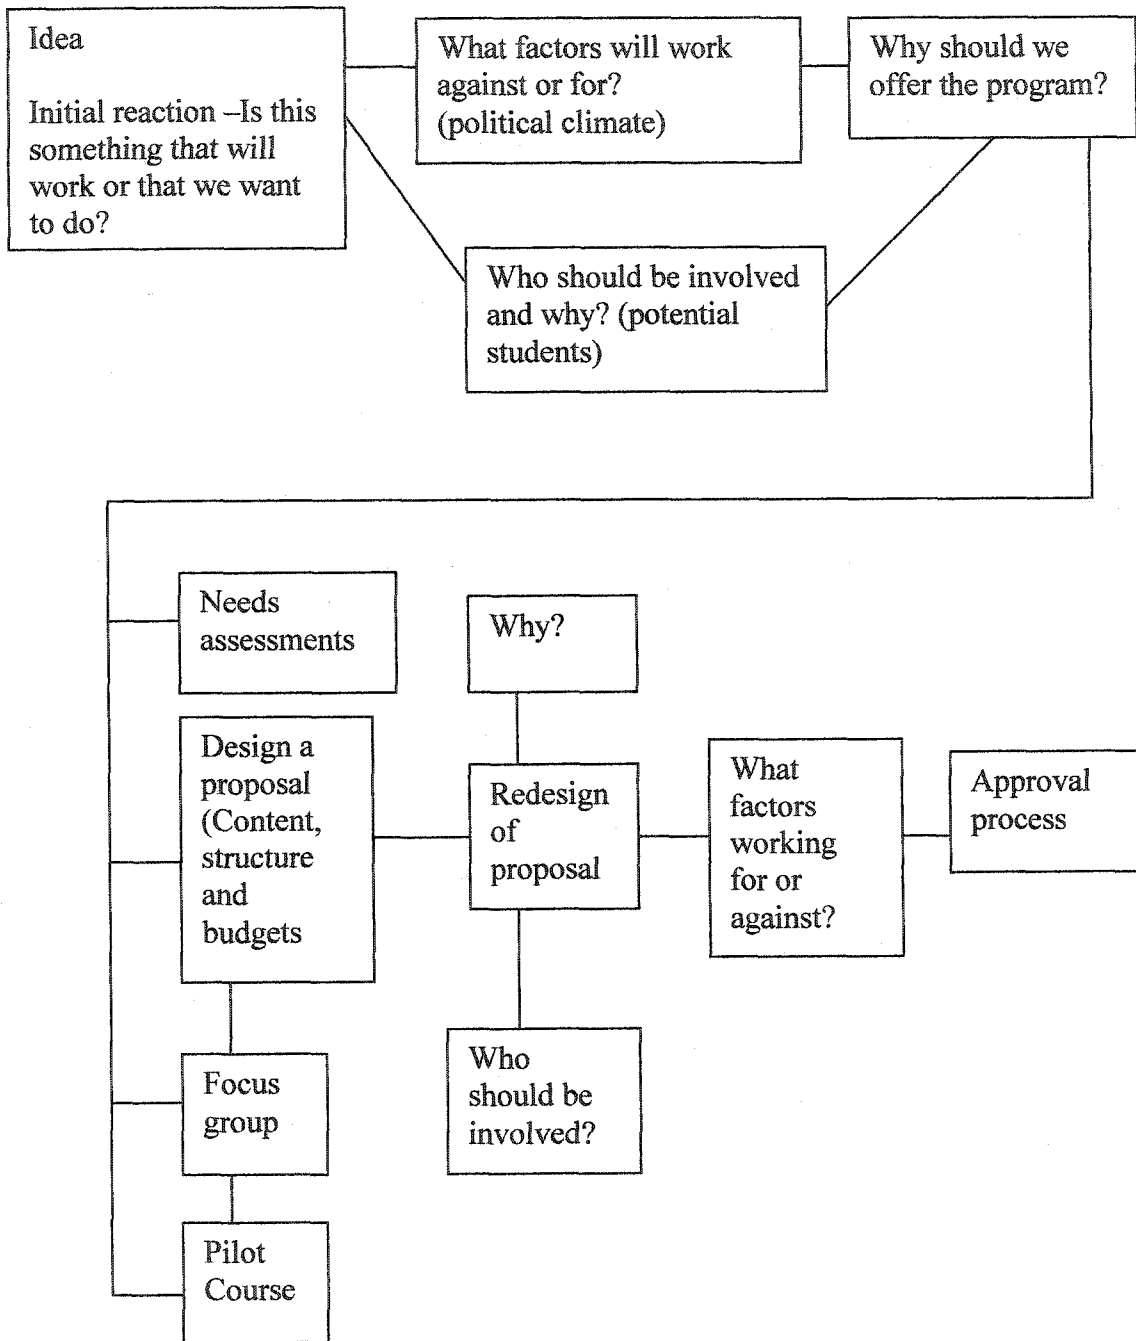 Idea
Initial reaction –Is this
something that will
work or that we want
to do?
What factors will work
against or for?
(political climate)
Why should we
offer the program?
Who should be involved
and why? (potential
students)
Needs
assessments
Why?
Design a
proposal
(Content,
structure
and
budgets
Redesign
of
proposal
What
factors
working
for or
against?
Approval
process
Focus
group
Who
should be
involved?
Pilot
Course